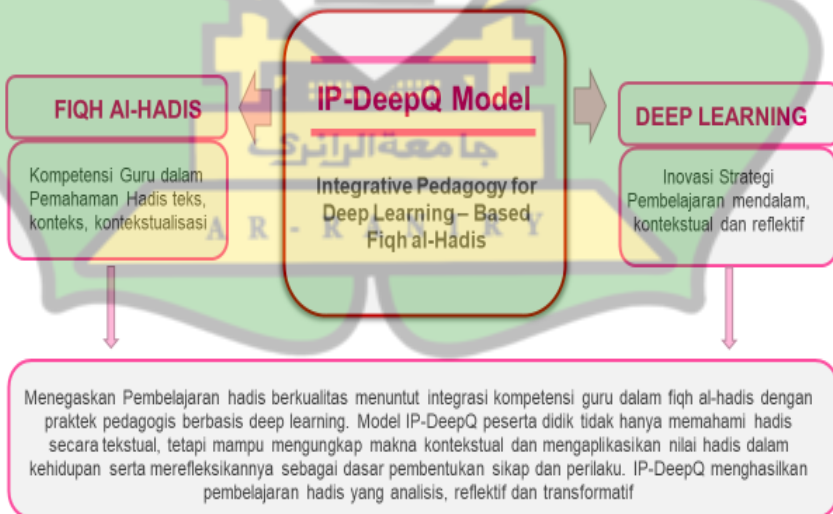 FIQH Al-HADIS
Kompetensi Guru dalam
Pemahaman Hadis teks,
konteks, kontekstualisasi
IP-DeepQ Model
Integrative Pedagogy for
Deep Learning – Based
Fiqh al-Hadis
DEEP LEARNING
Inovasi Strategi
Pembelajaran mendalam,
kontekstual dan reflektif
جامعة الرانري
AR-RANIRY
Menegaskan Pembelajaran hadis berkualitas menuntut integrasi kompetensi guru dalam fiqh al-hadis dengan
praktek pedagogis berbasis deep learning. Model IP-DeepQ peserta didik tidak hanya memahami hadis
secara tekstual, tetapi mampu mengungkap makna kontekstual dan mengaplikasikan nilai hadis dalam
kehidupan serta merefleksikannya sebagai dasar pembentukan sikap dan perilaku. IP-DeepQ menghasilkan
pembelajaran hadis yang analisis, reflektif dan transformatif